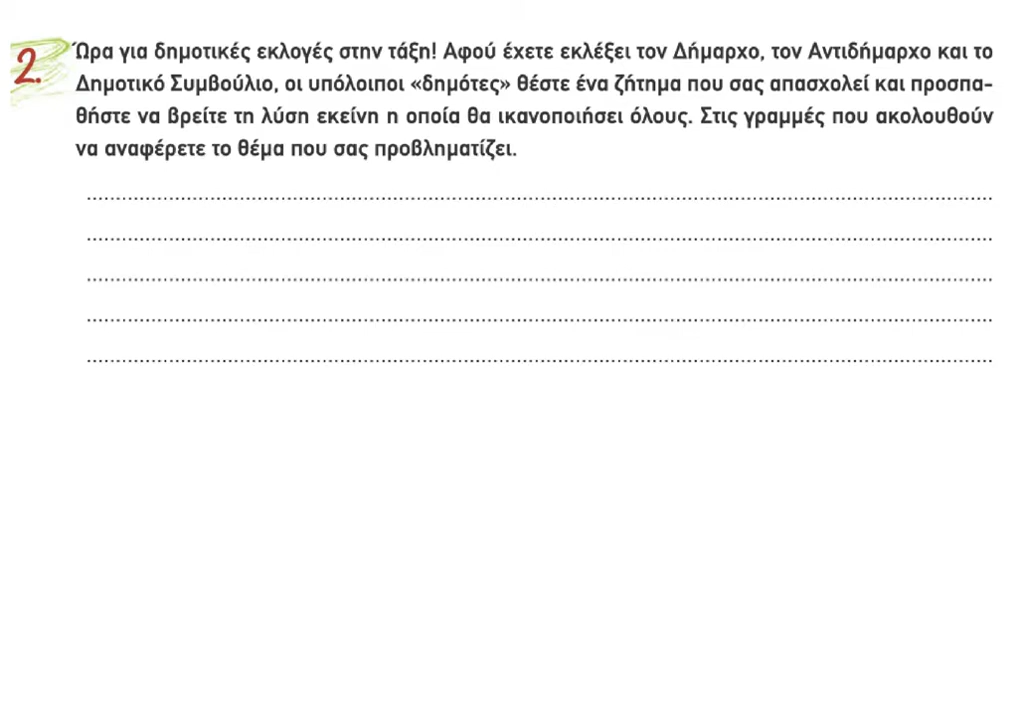 2. Ώρα για δημοτικές εκλογές στην τάξη! Αφού έχετε εκλέξει τον Δήμαρχο, τον Αντιδήμαρχο και το
Δημοτικό Συμβούλιο, οι υπόλοιποι «δημότες» θέστε ένα ζήτημα που σας απασχολεί και προσπα-
θήστε να βρείτε τη λύση εκείνη η οποία θα ικανοποιήσει όλους. Στις γραμμές που ακολουθούν
να αναφέρετε το θέμα που σας προβληματίζει.